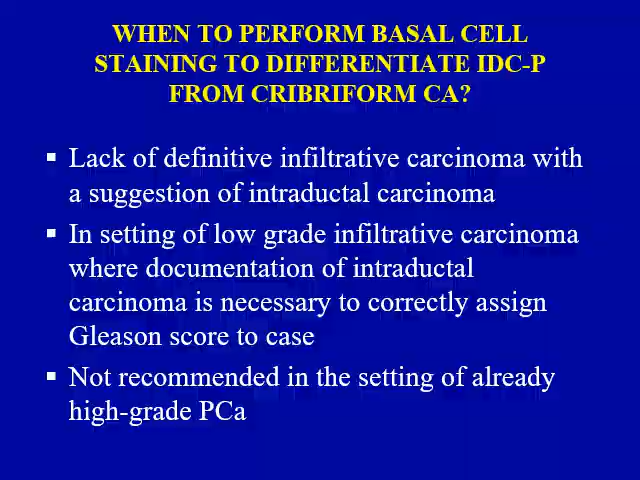 WHEN TO PERFORM BASAL CELL
STAINING TO DIFFERENTIATE IDC-P
FROM CRIBRIFORM CA?
▪ Lack of definitive infiltrative carcinoma with
a suggestion of intraductal carcinoma
▪ In setting of low grade infiltrative carcinoma
where documentation of intraductal
carcinoma is necessary to correctly assign
Gleason score to case
▪ Not recommended in the setting of already
high-grade PCa